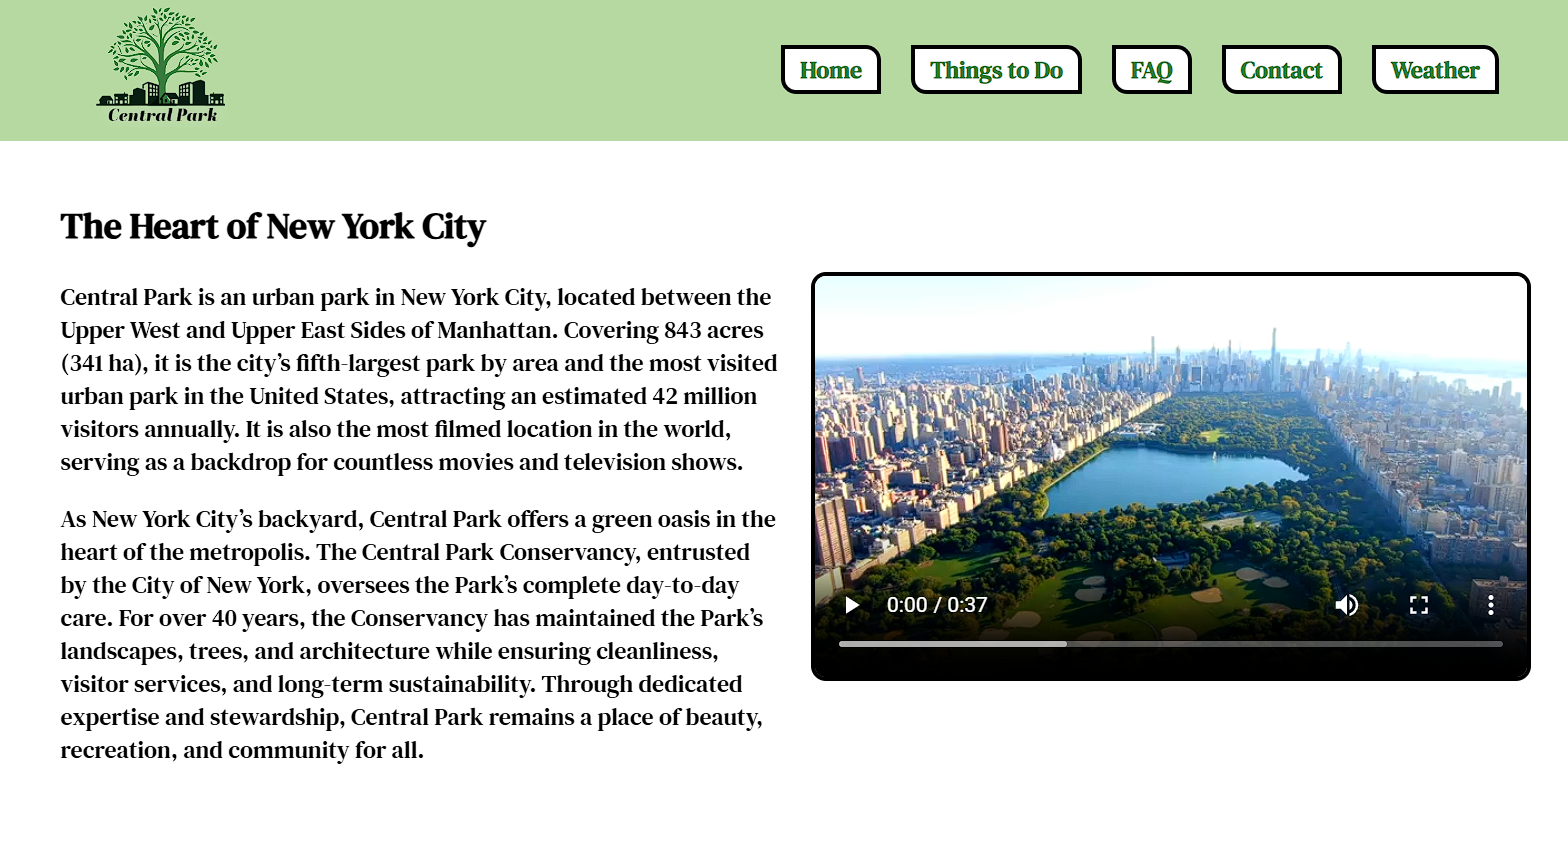 Central Park
Home
Things to Do
FAQ
Contact
Weather
The Heart of New York City
Central Park is an urban park in New York City, located between the
Upper West and Upper East Sides of Manhattan. Covering 843 acres
(341 ha), it is the city’s fifth-largest park by area and the most visited
urban park in the United States, attracting an estimated 42 million
visitors annually. It is also the most filmed location in the world,
serving as a backdrop for countless movies and television shows.
As New York City’s backyard, Central Park offers a green oasis in the
heart of the metropolis. The Central Park Conservancy, entrusted
by the City of New York, oversees the Park’s complete day-to-day
care. For over 40 years, the Conservancy has maintained the Park’s
landscapes, trees, and architecture while ensuring cleanliness,
visitor services, and long-term sustainability. Through dedicated
expertise and stewardship, Central Park remains a place of beauty,
recreation, and community for all.
0:00 / 0:37